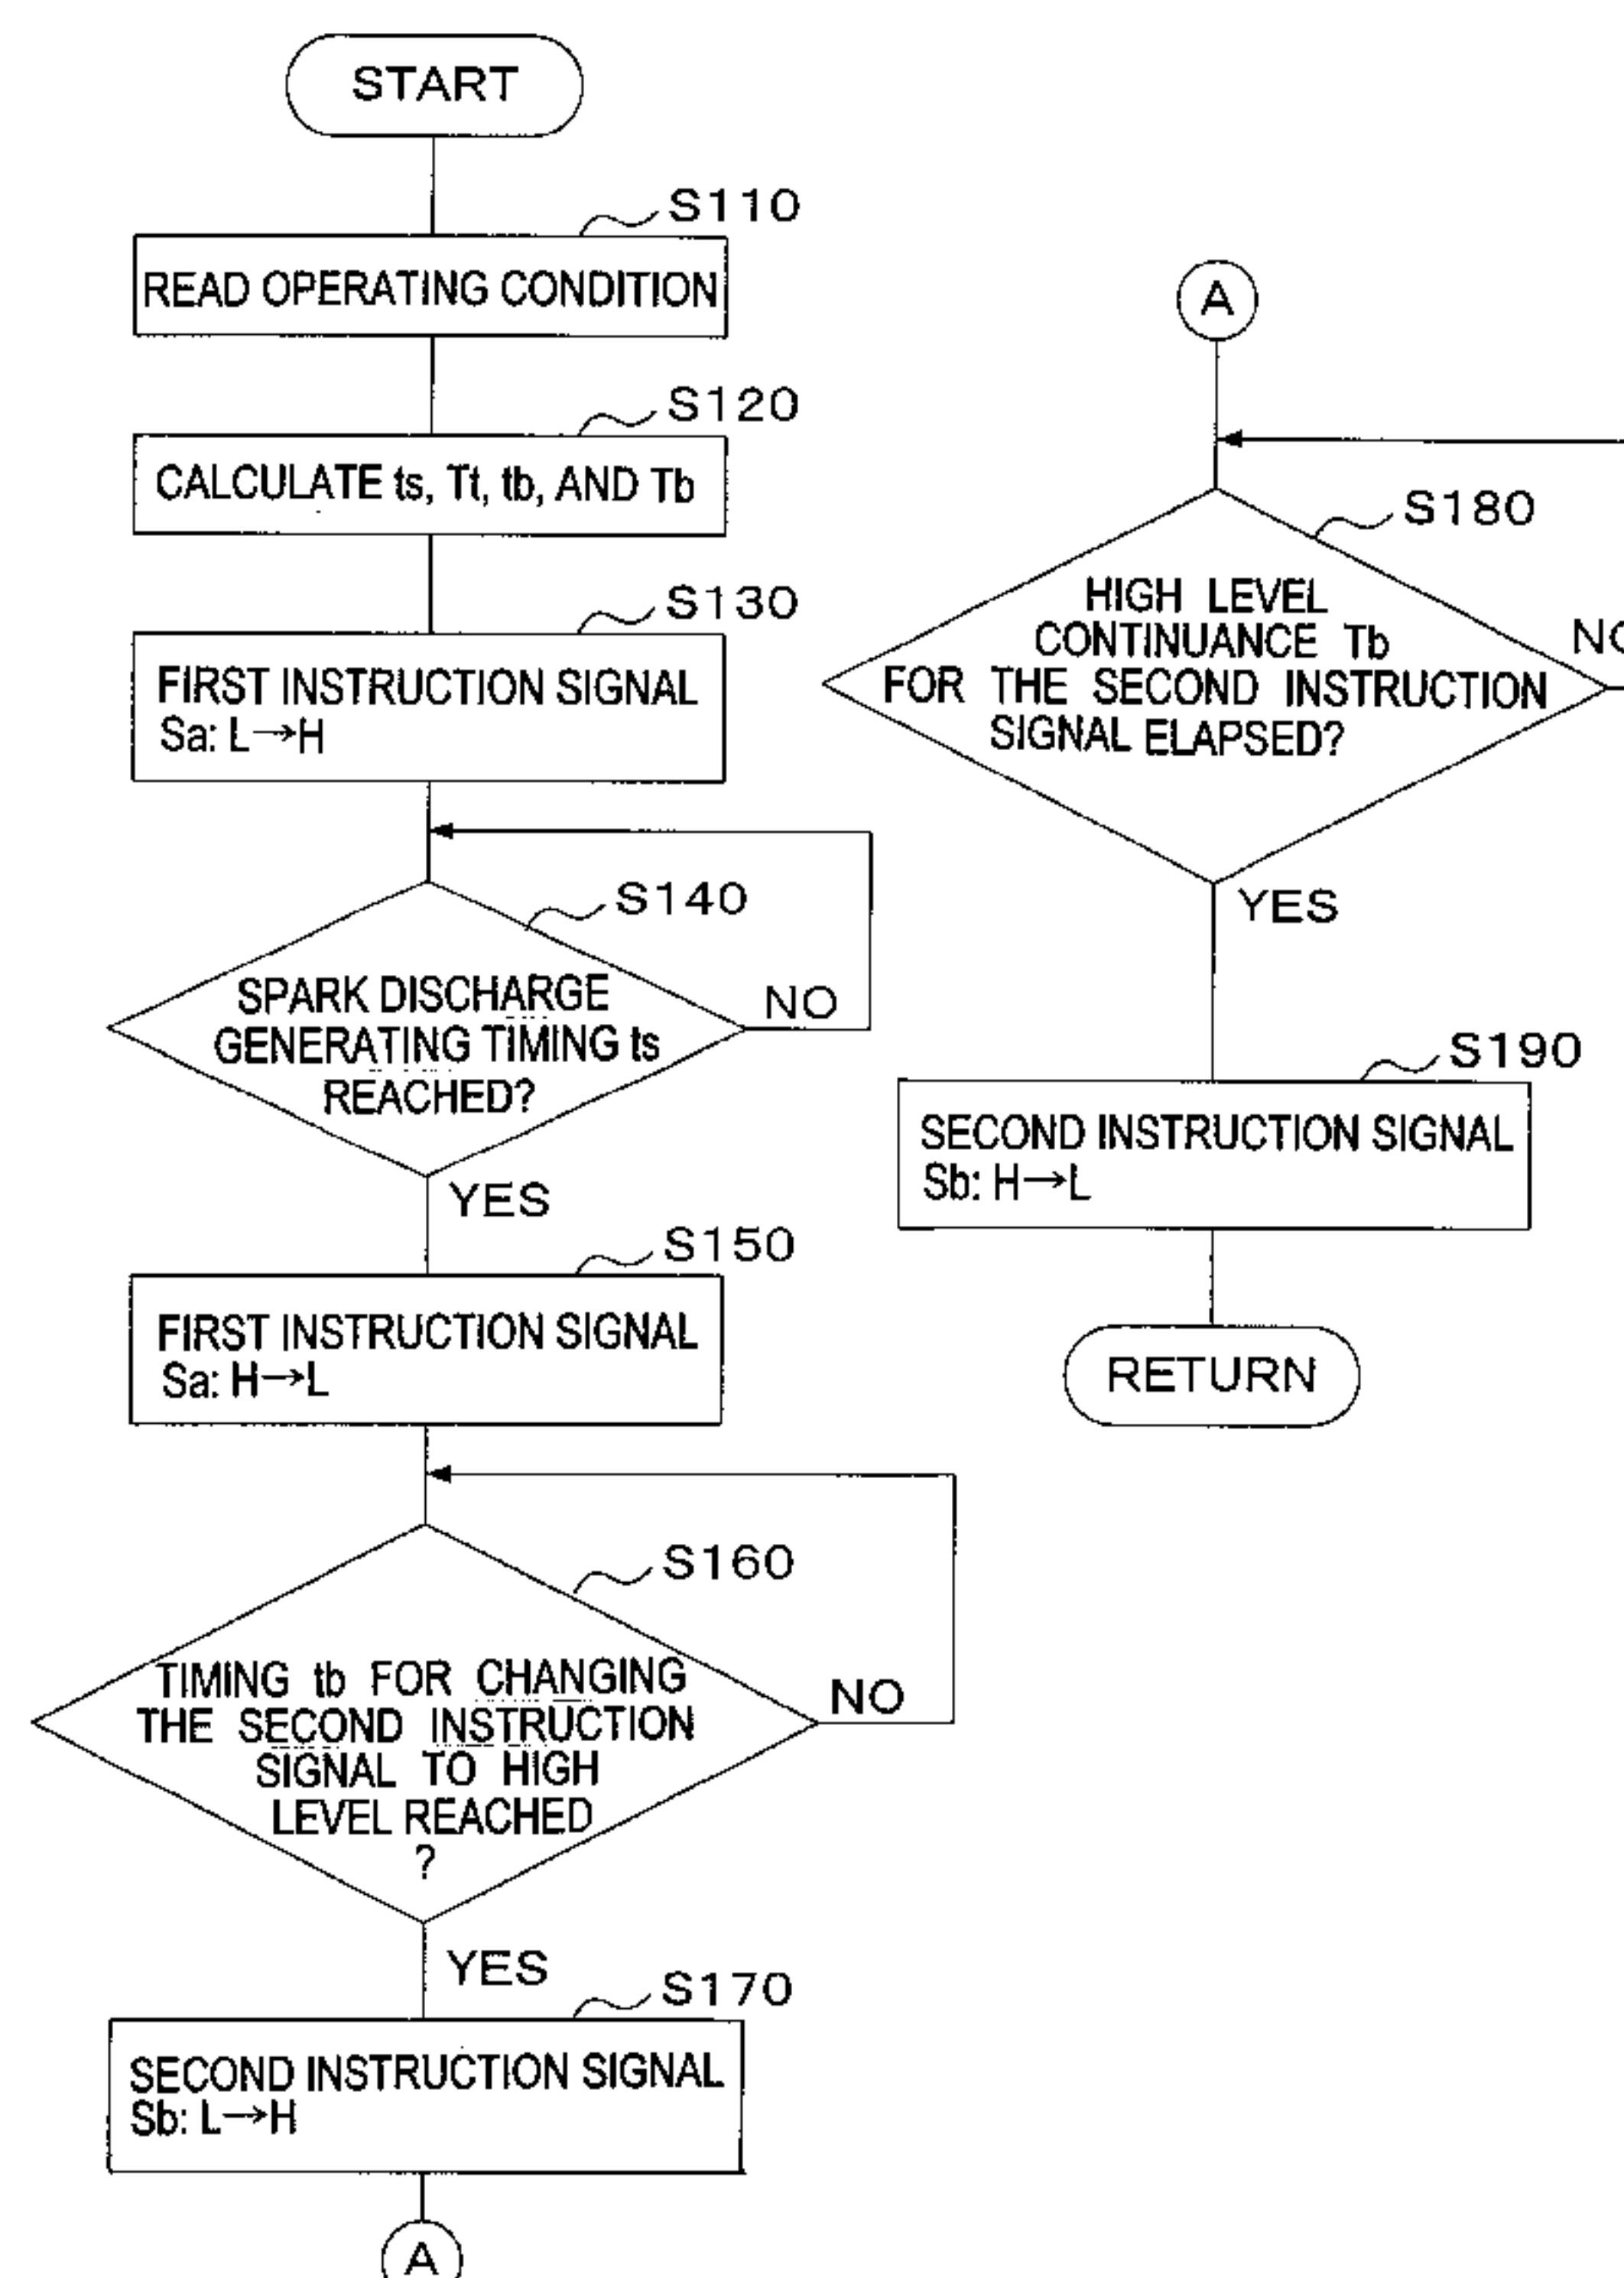 START
S110
READ OPERATING CONDITION
S120
CALCULATE ts, Tt, tb, AND Tb
S130
FIRST INSTRUCTION SIGNAL
Sa: L→H
S140
SPARK DISCHARGE
GENERATING TIMING ts
REACHED?
NO
YES
S150
FIRST INSTRUCTION SIGNAL
Sa: H→L
S160
TIMING tb FOR CHANGING
THE SECOND INSTRUCTION
SIGNAL TO HIGH
LEVEL REACHED
?
NO
YES
S170
SECOND INSTRUCTION SIGNAL
Sb: L→H
A
A
S180
HIGH LEVEL
CONTINUANCE Tb
FOR THE SECOND INSTRUCTION
SIGNAL ELAPSED?
NO
YES
S190
SECOND INSTRUCTION SIGNAL
Sb: H→L
RETURN